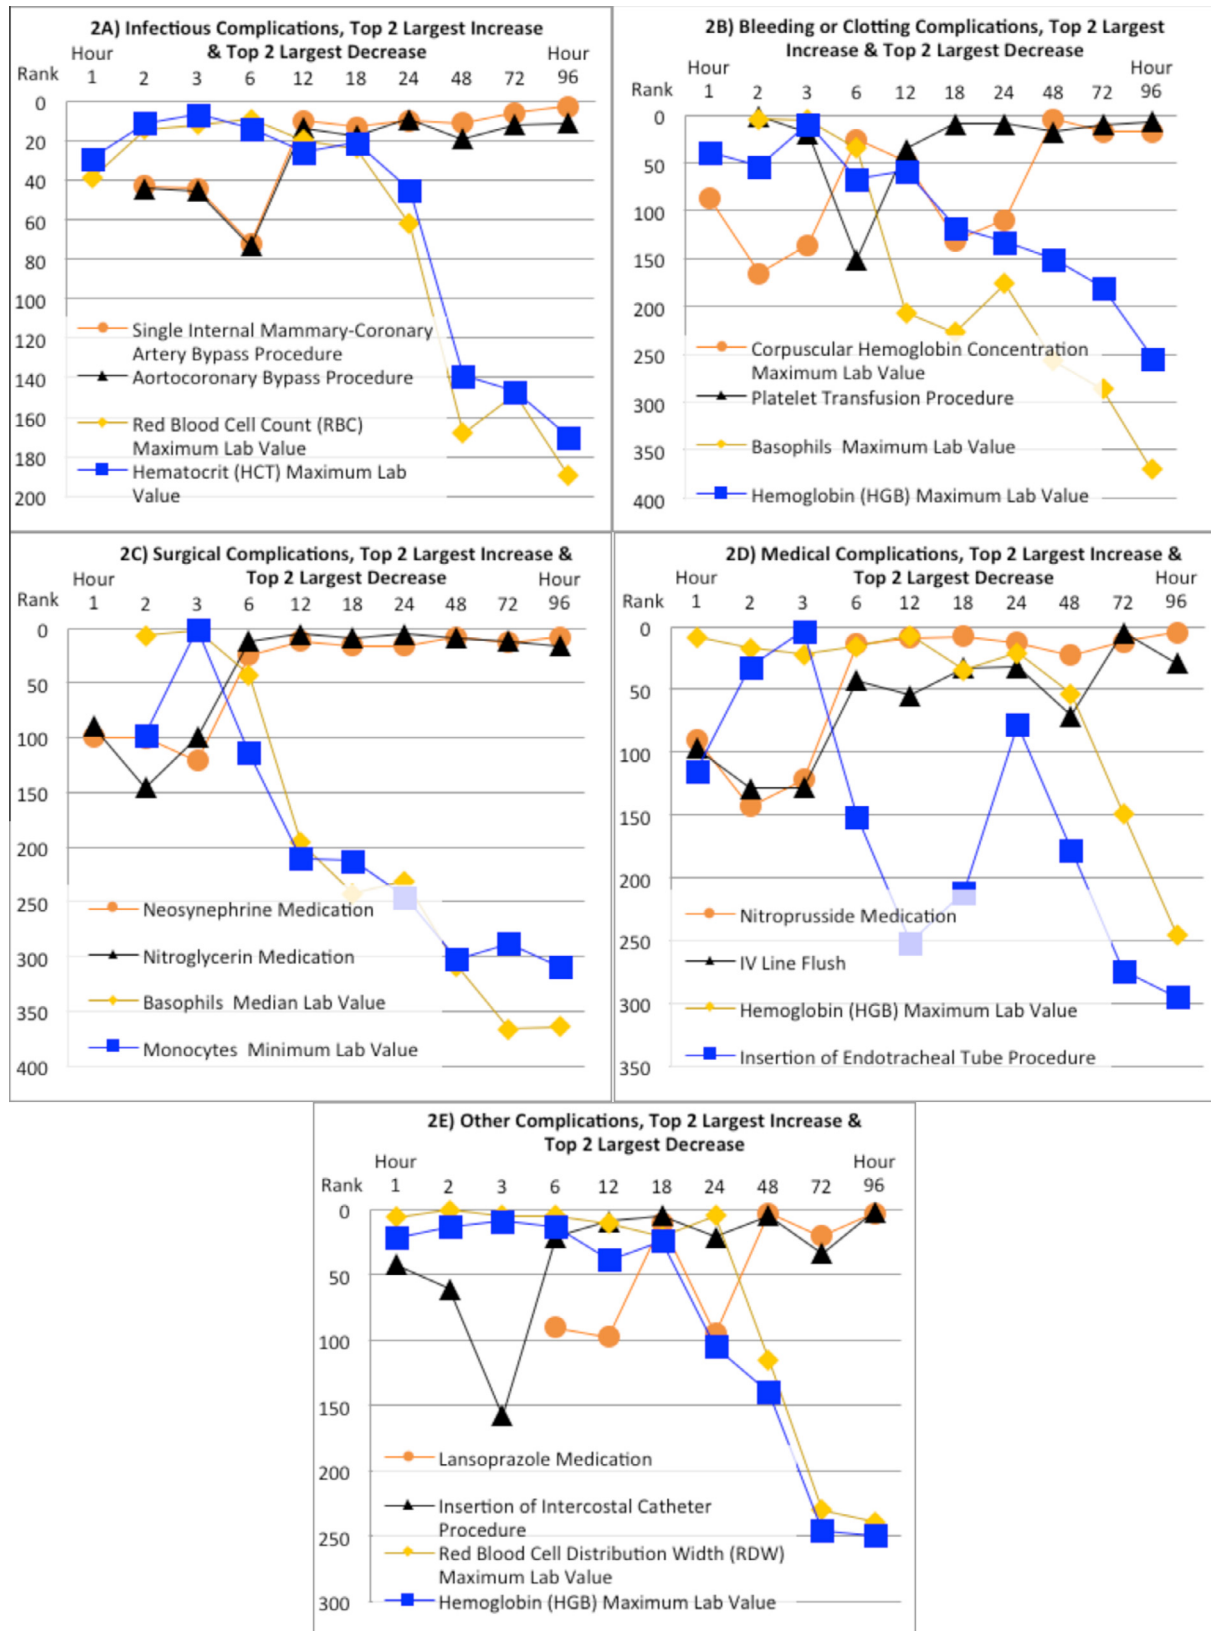 2A) Infectious Complications, Top 2 Largest Increase
& Top 2 Largest Decrease
Hour Hour
Rank 1 2 3 6 12 18 24 48 72 96
0
20
40
60
80
100
120
140
160
180
200
Single Internal Mammary-Coronary
Artery Bypass Procedure
Aortocoronary Bypass Procedure
Red Blood Cell Count (RBC)
Maximum Lab Value
Hematocrit (HCT) Maximum Lab
Value
2B) Bleeding or Clotting Complications, Top 2 Largest
Increase & Top 2 Largest Decrease
Hour Hour
Rank 1 2 3 6 12 18 24 48 72 96
0
50
100
150
200
250
300
350
400
Corpuscular Hemoglobin Concentration
Maximum Lab Value
Platelet Transfusion Procedure
Basophils Maximum Lab Value
Hemoglobin (HGB) Maximum Lab Value
2C) Surgical Complications, Top 2 Largest Increase &
Top 2 Largest Decrease
Hour Hour
Rank 1 2 3 6 12 18 24 48 72 96
0
50
100
150
200
250
300
350
400
Neosynephrine Medication
Nitroglycerin Medication
Basophils Median Lab Value
Monocytes Minimum Lab Value
2D) Medical Complications, Top 2 Largest Increase &
Top 2 Largest Decrease
Hour Hour
Rank 1 2 3 6 12 18 24 48 72 96
0
50
100
150
200
250
300
350
Nitroprusside Medication
IV Line Flush
Hemoglobin (HGB) Maximum Lab Value
Insertion of Endotracheal Tube Procedure
2E) Other Complications, Top 2 Largest Increase &
Top 2 Largest Decrease
Hour Hour
Rank 1 2 3 6 12 18 24 48 72 96
0
50
100
150
200
250
300
Lansoprazole Medication
Insertion of Intercostal Catheter
Procedure
Red Blood Cell Distribution Width (RDW)
Maximum Lab Value
Hemoglobin (HGB) Maximum Lab Value